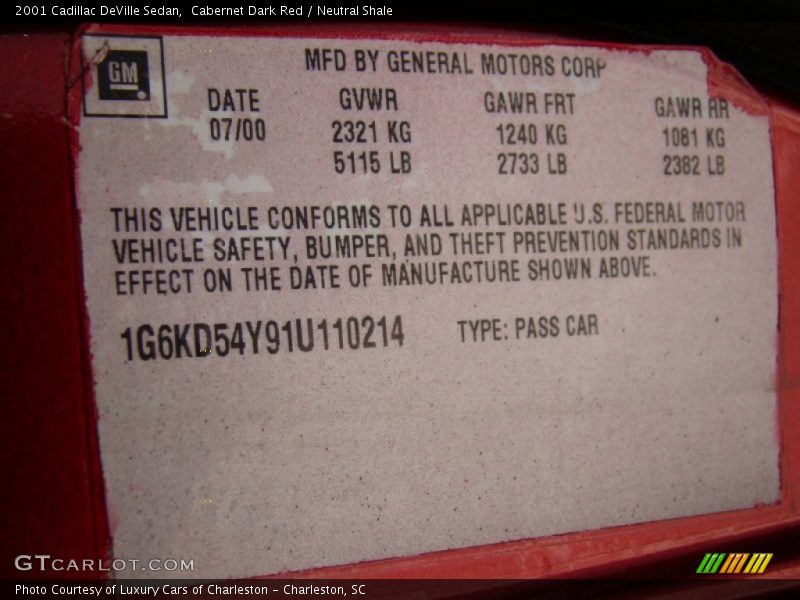 2001 Cadillac DeVille Sedan,  Cabernet Dark Red / Neutral Shale
GM
MFD BY GENERAL MOTORS CORP
DATE GVWR GAWR FRT GAWR RR
07/00 2321 KG 1240 KG 1081 KG
5115 LB 2733 LB 2382 LB
THIS VEHICLE CONFORMS TO ALL APPLICABLE U.S. FEDERAL MOTOR
VEHICLE SAFETY, BUMPER, AND THEFT PREVENTION STANDARDS IN
EFFECT ON THE DATE OF MANUFACTURE SHOWN ABOVE.
1G6KD54Y91U110214 TYPE: PASS CAR
GTCARLOT.COM
Photo Courtesy of Luxury Cars of Charleston - Charleston, SC